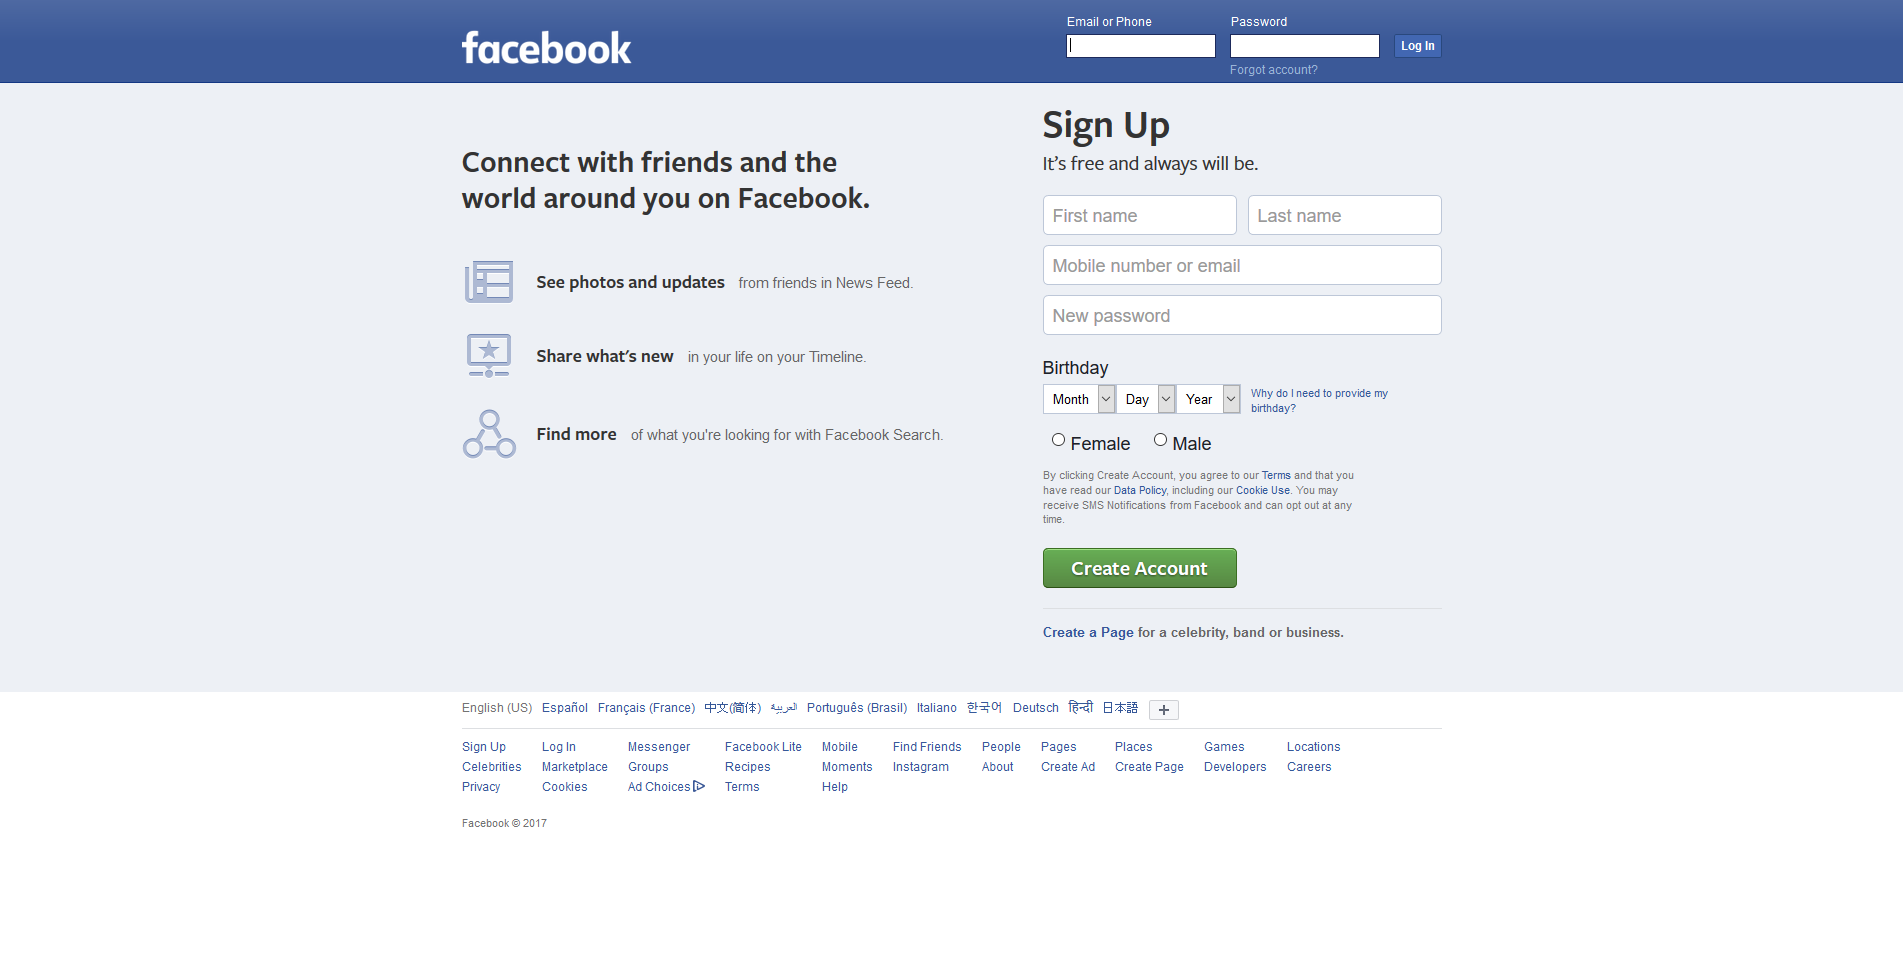 facebook
Email or Phone
Password
Log In
Forgot account?
Connect with friends and the
world around you on Facebook.
See photos and updates from friends in News Feed.
Share what's new in your life on your Timeline.
Find more of what you're looking for with Facebook Search.
Sign Up
It's free and always will be.
First name Last name
Mobile number or email
New password
Birthday
Month Day Year
Why do I need to provide my
birthday?
Female Male
By clicking Create Account, you agree to our Terms and that you
have read our Data Policy, including our Cookie Use. You may
receive SMS Notifications from Facebook and can opt out at any
time.
Create Account
Create a Page for a celebrity, band or business.
English (US) Español Français (France) 中文(简体) العربية Português (Brasil) Italiano 한국어 Deutsch हिन्दी 日本語 +
Sign Up Log In Messenger Facebook Lite Mobile Find Friends People Pages Places Games Locations
Celebrities Marketplace Groups Recipes Moments Instagram About Create Ad Create Page Developers Careers
Privacy Cookies Ad Choices Terms Help
Facebook © 2017